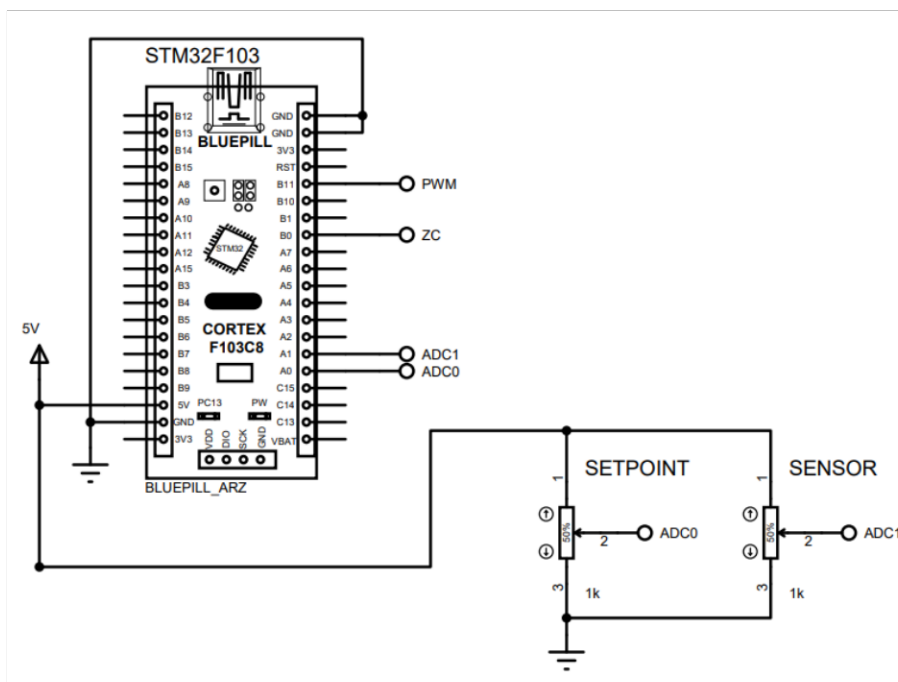 STM32F103
BLUEPILL
B12
B13
B14
B15
A8
A9
A10
A11
A12
A15
B3
B4
B5
B6
B7
B8
B9
5V
GND
3V3
GND
GND
3V3
RST
B11
B10
B1
B0
A7
A6
A5
A4
A3
A2
A1
A0
C15
C14
C13
VBAT
STM32
CORTEX
F103C8
PC13
PW
VDD
DIO
SCK
GND
BLUEPILL_ARZ
PWM
ZC
ADC1
ADC0
5V
SETPOINT
1
50%
2
3
1k
ADC0
SENSOR
1
50%
2
3
1k
ADC1